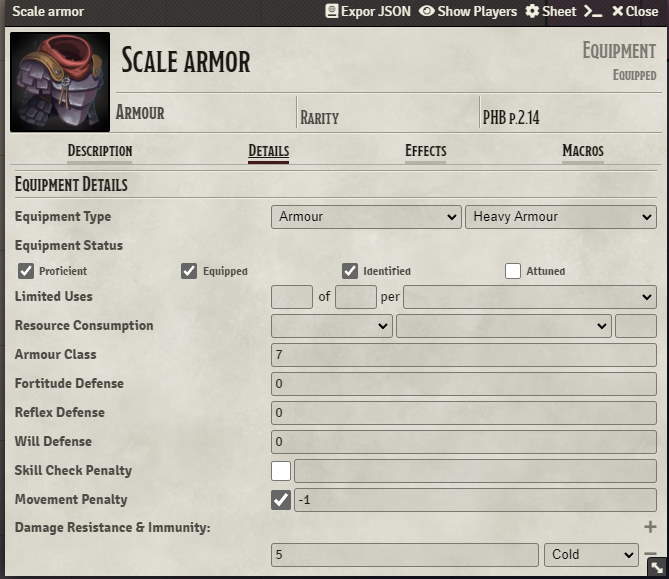 Scale armor Expor JSON Show Players Sheet Close
Scale armor Equipment
Equipped
Armour Rarity PHB p.2.14
Description Details Effects Macros
Equipment Details
Equipment Type Armour Heavy Armour
Equipment Status
Proficient Equipped Identified Attuned
Limited Uses of per
Resource Consumption
Armour Class 7
Fortitude Defense 0
Reflex Defense 0
Will Defense 0
Skill Check Penalty
Movement Penalty -1
Damage Resistance & Immunity: +
5 Cold −